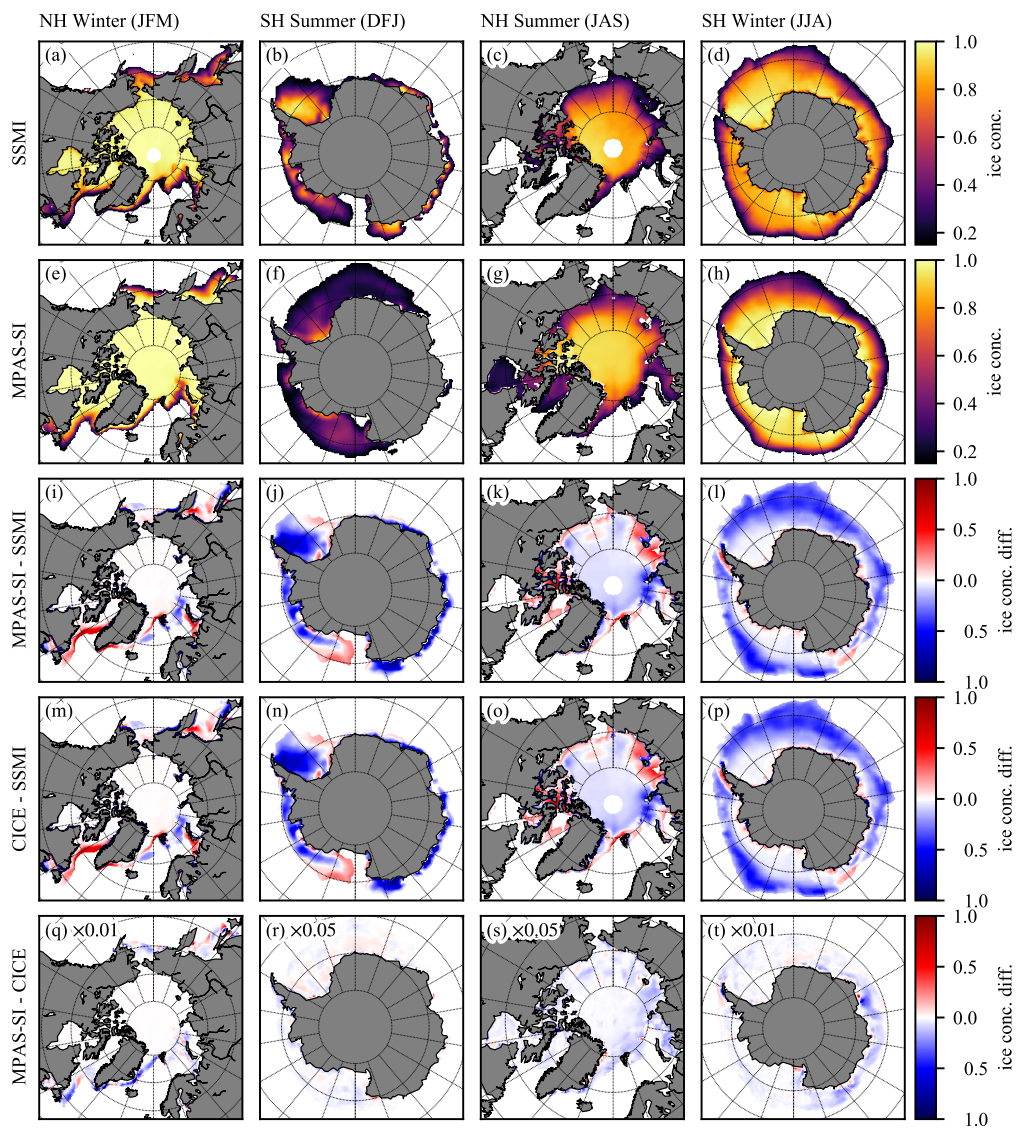 NH Winter (JFM) SH Summer (DFJ) NH Summer (JAS) SH Winter (JJA)
SSMI
(a) (b) (c) (d)
1.0
0.8
0.6
0.4
0.2
ice conc.
MPAS-SI
(e) (f) (g) (h)
1.0
0.8
0.6
0.4
0.2
ice conc.
MPAS-SI - SSMI
(i) (j) (k) (l)
1.0
0.5
0.0
0.5
1.0
ice conc. diff.
CICE - SSMI
(m) (n) (o) (p)
1.0
0.5
0.0
0.5
1.0
ice conc. diff.
MPAS-SI - CICE
(q) ×0.01 (r) ×0.05 (s) ×0.05 (t) ×0.01
1.0
0.5
0.0
0.5
1.0
ice conc. diff.